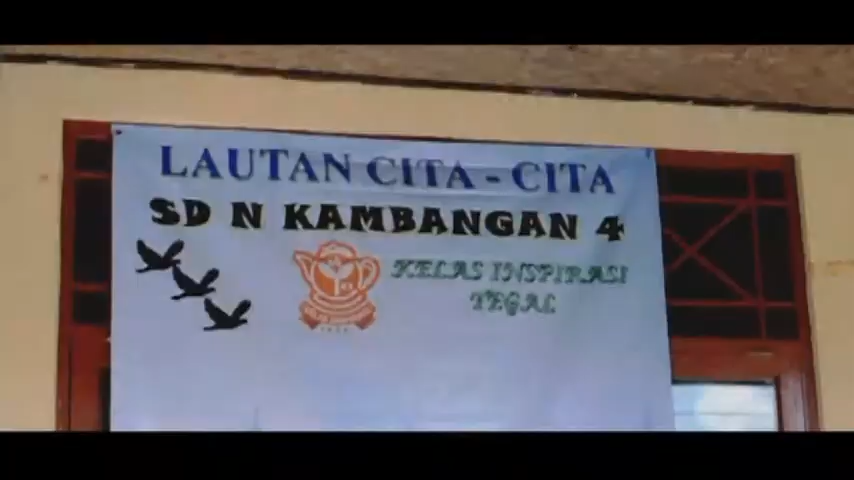 LAUTAN CITA - CITA
SD N KAMBANGAN 4
KELAS INSPIRASI
TEGAL